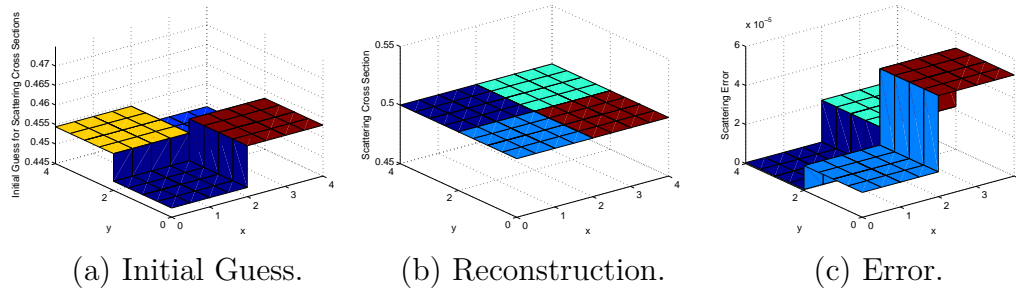 Initial Guess for Scattering Cross Sections
0.47
0.465
0.46
0.455
0.45
0.445
4
2
0
y
0
1
2
3
4
x
(a) Initial Guess.
Scattering Cross Section
0.55
0.5
0.45
4
2
0
y
0
1
2
3
4
x
(b) Reconstruction.
x 10⁻⁵
Scattering Error
6
4
2
0
4
2
0
y
0
1
2
3
4
x
(c) Error.